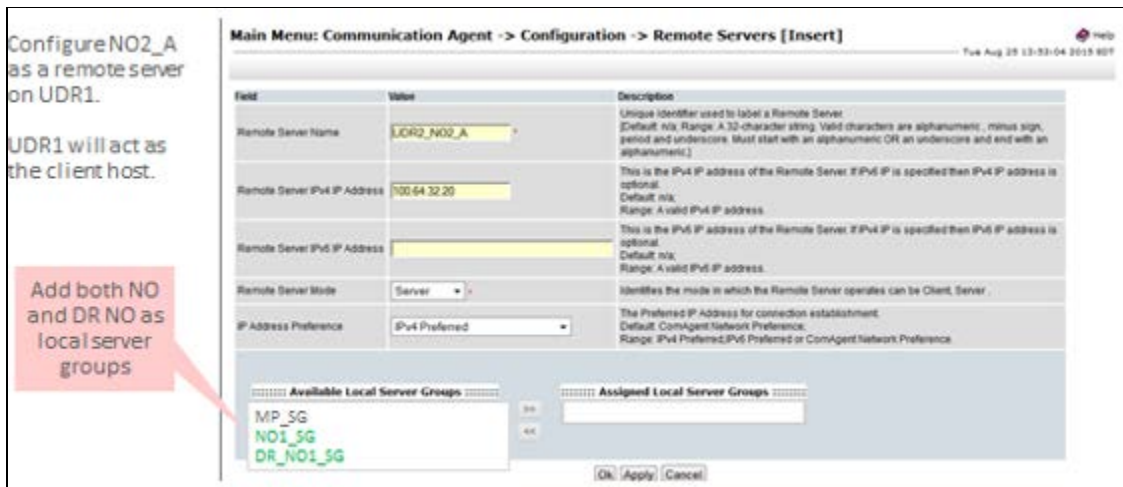 Configure NO2_A
as a remote server
on UDR1.
UDR1 will act as
the client host.
Add both NO
and DR NO as
local server
groups
Main Menu: Communication Agent -> Configuration -> Remote Servers [Insert]
Help
Tue Aug 25 13:53:04 2015 EDT
Field Value Description
Remote Server Name UDR2_NO2_A *
Unique identifier used to label a Remote Server.
[Default: n/a; Range: A 32-character string. Valid characters are alphanumeric, minus sign,
period and underscore. Must start with an alphanumeric OR an underscore and end with an
alphanumeric.]
Remote Server IPv4 IP Address 100.64.32.20
This is the IPv4 IP address of the Remote Server. If IPv6 IP is specified then IPv4 IP address is
optional.
Default: n/a;
Range: A valid IPv4 IP address.
Remote Server IPv6 IP Address
This is the IPv6 IP address of the Remote Server. If IPv4 IP is specified then IPv6 IP address is
optional.
Default: n/a;
Range: A valid IPv6 IP address.
Remote Server Mode Server *
Identifies the mode in which the Remote Server operates can be Client, Server .
IP Address Preference IPv4 Preferred
The Preferred IP Address for connection establishment.
Default: ComAgent Network Preference;
Range: IPv4 Preferred,IPv6 Preferred or ComAgent Network Preference.
:::::::: Available Local Server Groups ::::::::
MP_SG
NO1_SG
DR_NO1_SG
>>
<<
:::::::: Assigned Local Server Groups ::::::::
Ok Apply Cancel